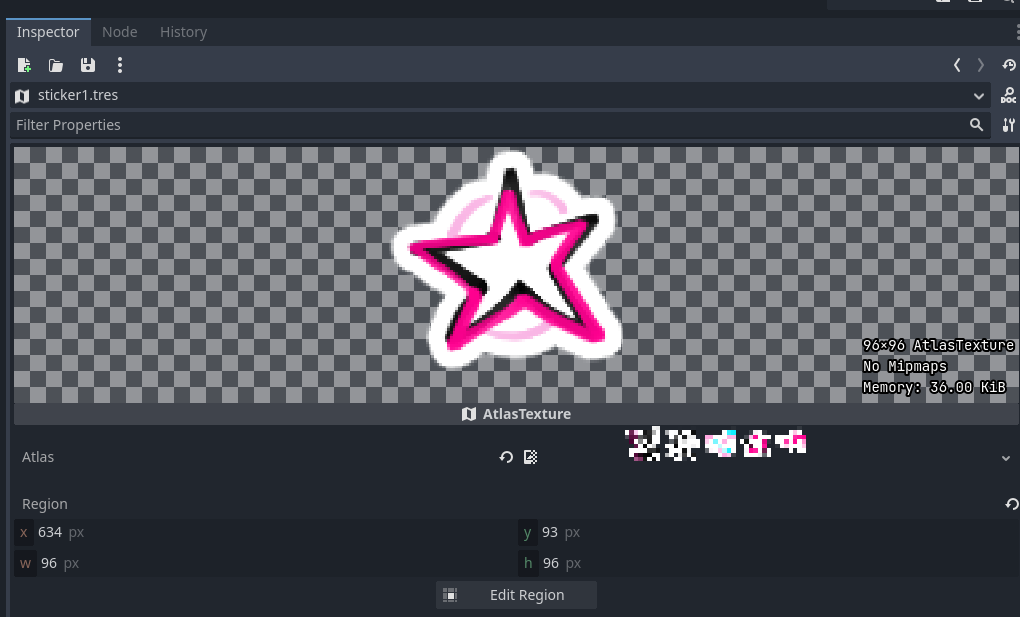 Inspector Node History
sticker1.tres
DOC
Filter Properties
96×96 AtlasTexture
No Mipmaps
Memory: 36.00 KiB
AtlasTexture
Atlas
Region
x 634 px y 93 px
w 96 px h 96 px
Edit Region